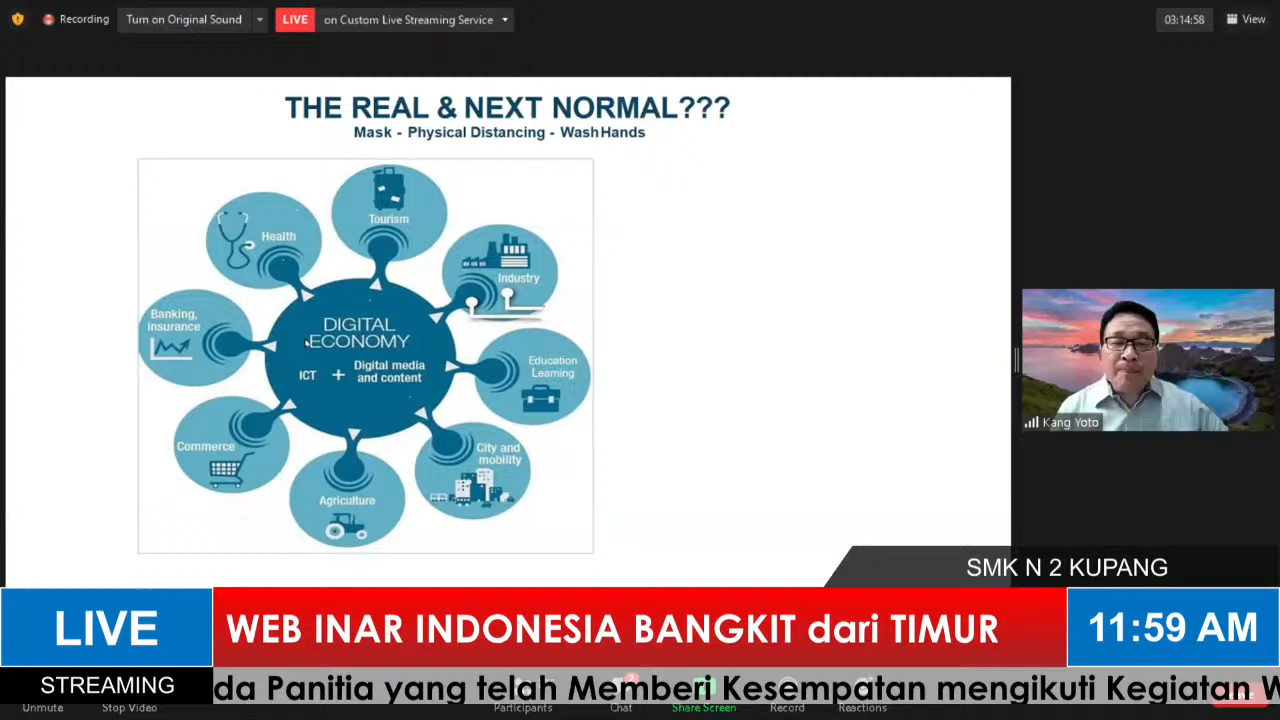 Recording
Turn on Original Sound
LIVE
on Custom Live Streaming Service
03:14:58
View
THE REAL & NEXT NORMAL???
Mask - Physical Distancing - Wash Hands
Tourism
Health
Industry
Banking,
insurance
DIGITAL
ECONOMY
ICT + Digital media
and content
Education
Learning
Commerce
City and
mobility
Agriculture
Kang Yoto
SMK N 2 KUPANG
LIVE
WEB INAR INDONESIA BANGKIT dari TIMUR
11:59 AM
STREAMING
da Panitia yang telah Memberi Kesempatan mengikuti Kegiatan W
Unmute
Stop Video
Participants
Chat
Share Screen
Record
Reactions